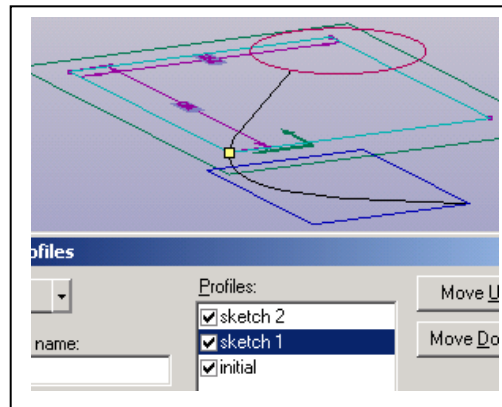 ofiles
Profiles:
Move U
sketch 2
sketch 1
Move Do
name:
initial